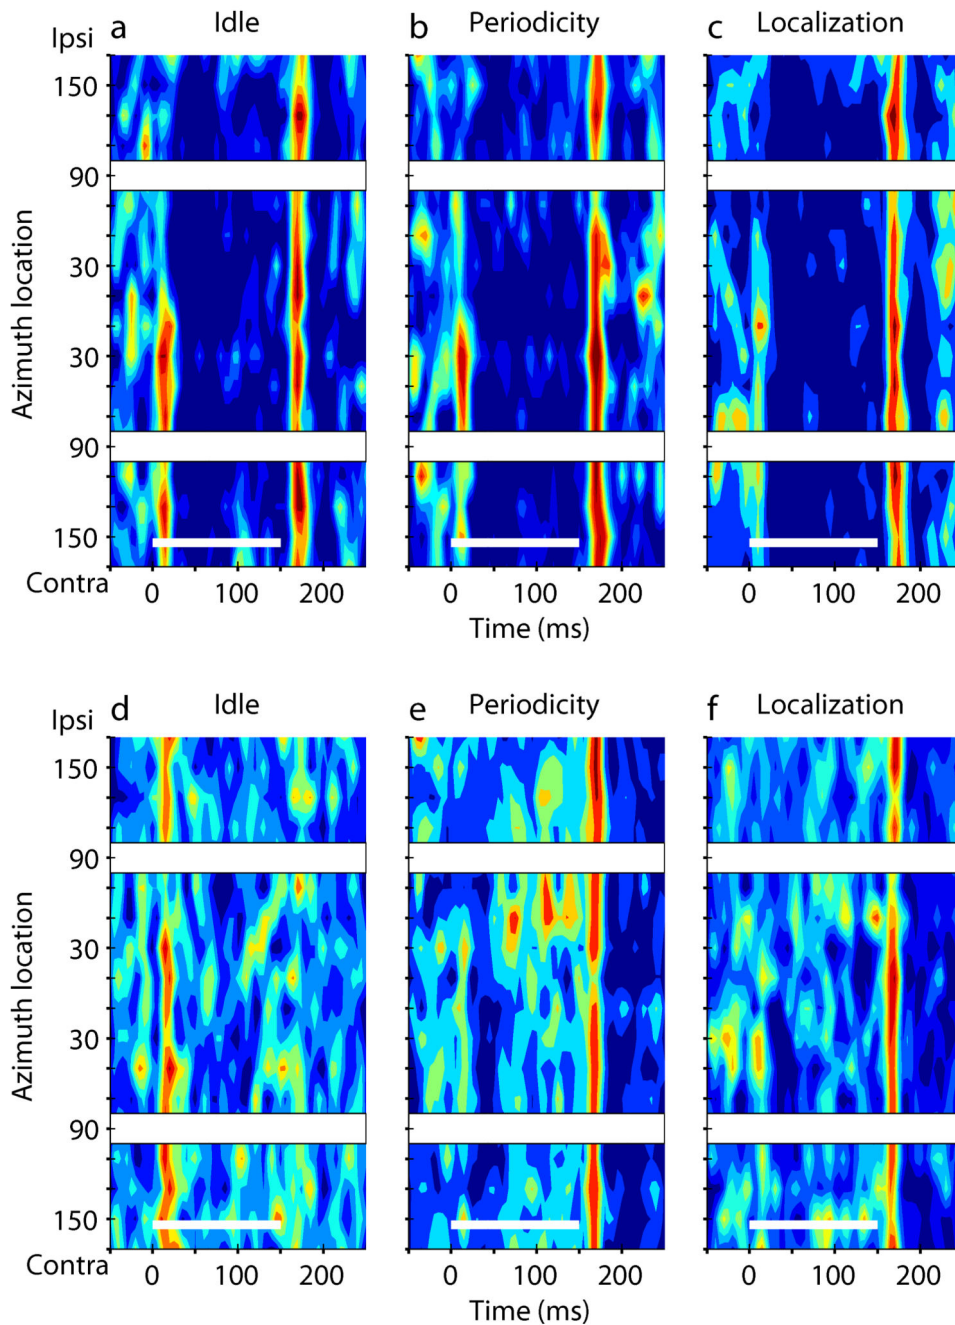 Ipsi a Idle b Periodicity c Localization
150
90
30
Azimuth location
30
90
150
Contra
0 100 200 0 100 200 0 100 200
Time (ms)
Ipsi d Idle e Periodicity f Localization
150
90
30
Azimuth location
30
90
150
Contra
0 100 200 0 100 200 0 100 200
Time (ms)